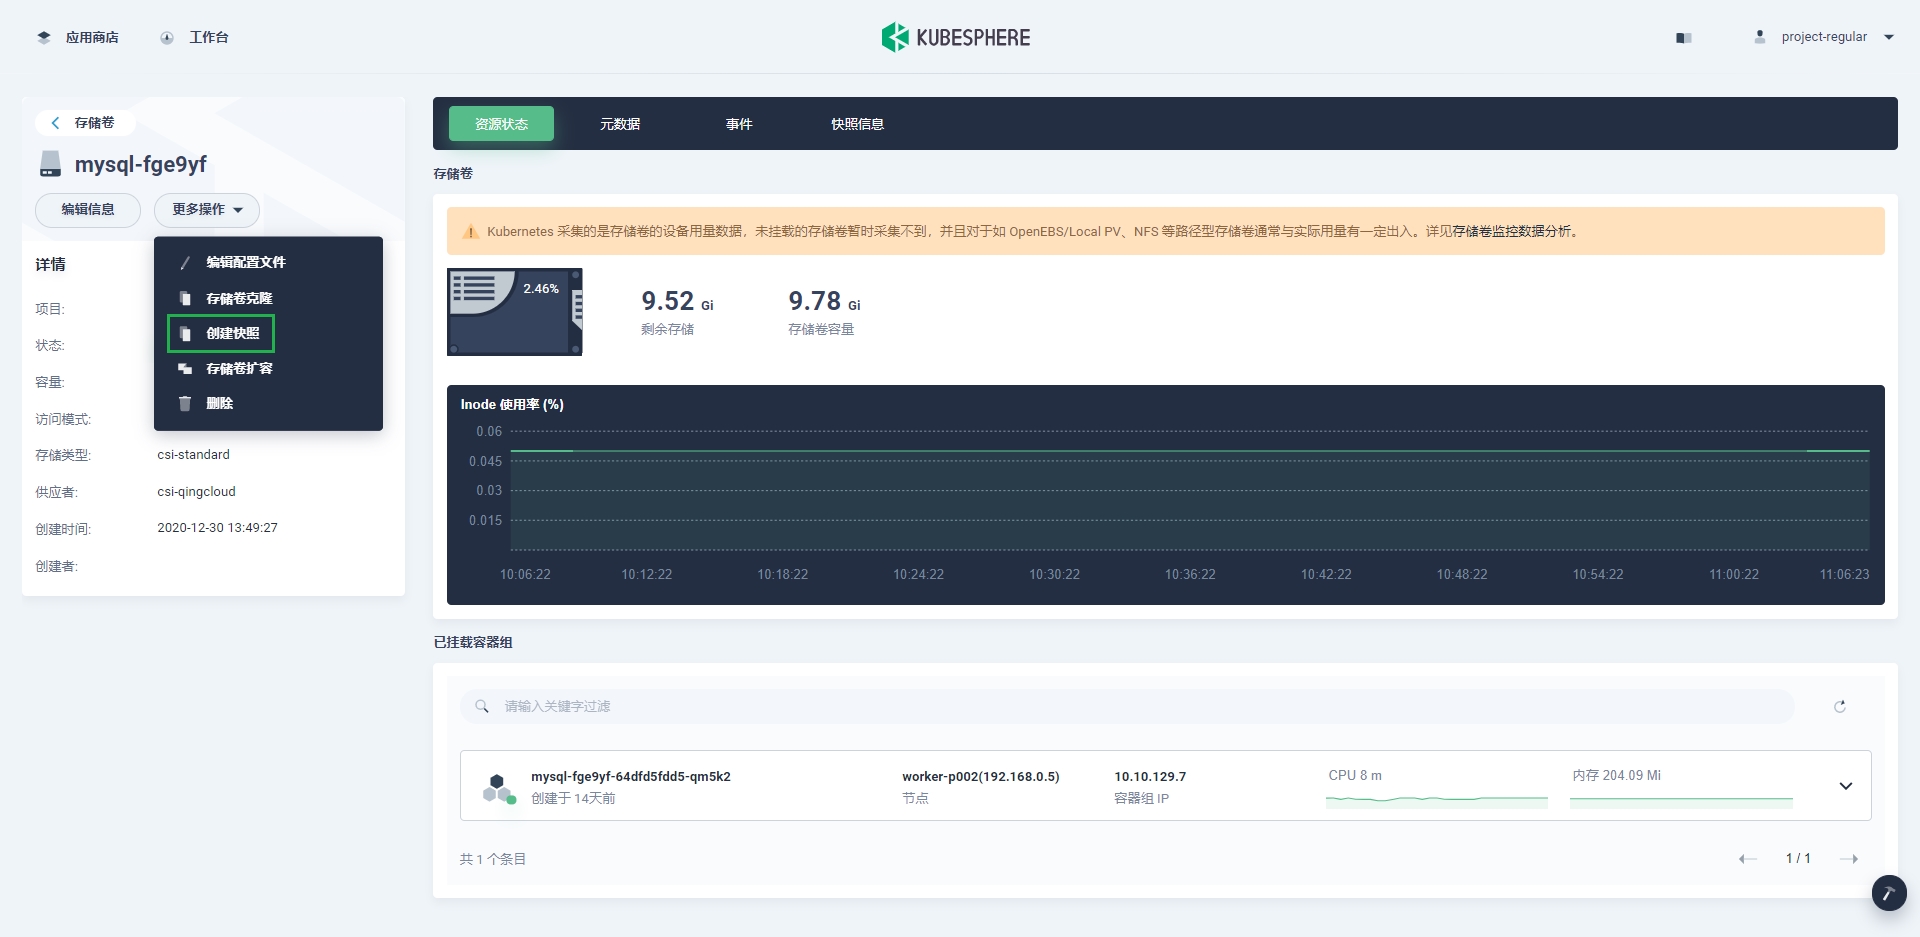 应用商店
工作台
KUBESPHERE
project-regular
存储卷
mysql-fge9yf
编辑信息
更多操作
编辑配置文件
存储卷克隆
创建快照
存储卷扩容
删除
详情
项目:
状态:
容量:
访问模式:
存储类型: csi-standard
供应者: csi-qingcloud
创建时间: 2020-12-30 13:49:27
创建者:
资源状态
元数据
事件
快照信息
存储卷
Kubernetes 采集的是存储卷的设备用量数据，未挂载的存储卷暂时采集不到，并且对于如 OpenEBS/Local PV、NFS 等路径型存储卷通常与实际用量有一定出入。详见存储卷监控数据分析。
2.46%
9.52 Gi
剩余存储
9.78 Gi
存储卷容量
Inode 使用率 (%)
0.06
0.045
0.03
0.015
10:06:22 10:12:22 10:18:22 10:24:22 10:30:22 10:36:22 10:42:22 10:48:22 10:54:22 11:00:22 11:06:23
已挂载容器组
请输入关键字过滤
mysql-fge9yf-64dfd5fdd5-qm5k2
创建于 14天前
worker-p002(192.168.0.5)
节点
10.10.129.7
容器组 IP
CPU 8 m
内存 204.09 Mi
共 1 个条目
1 / 1